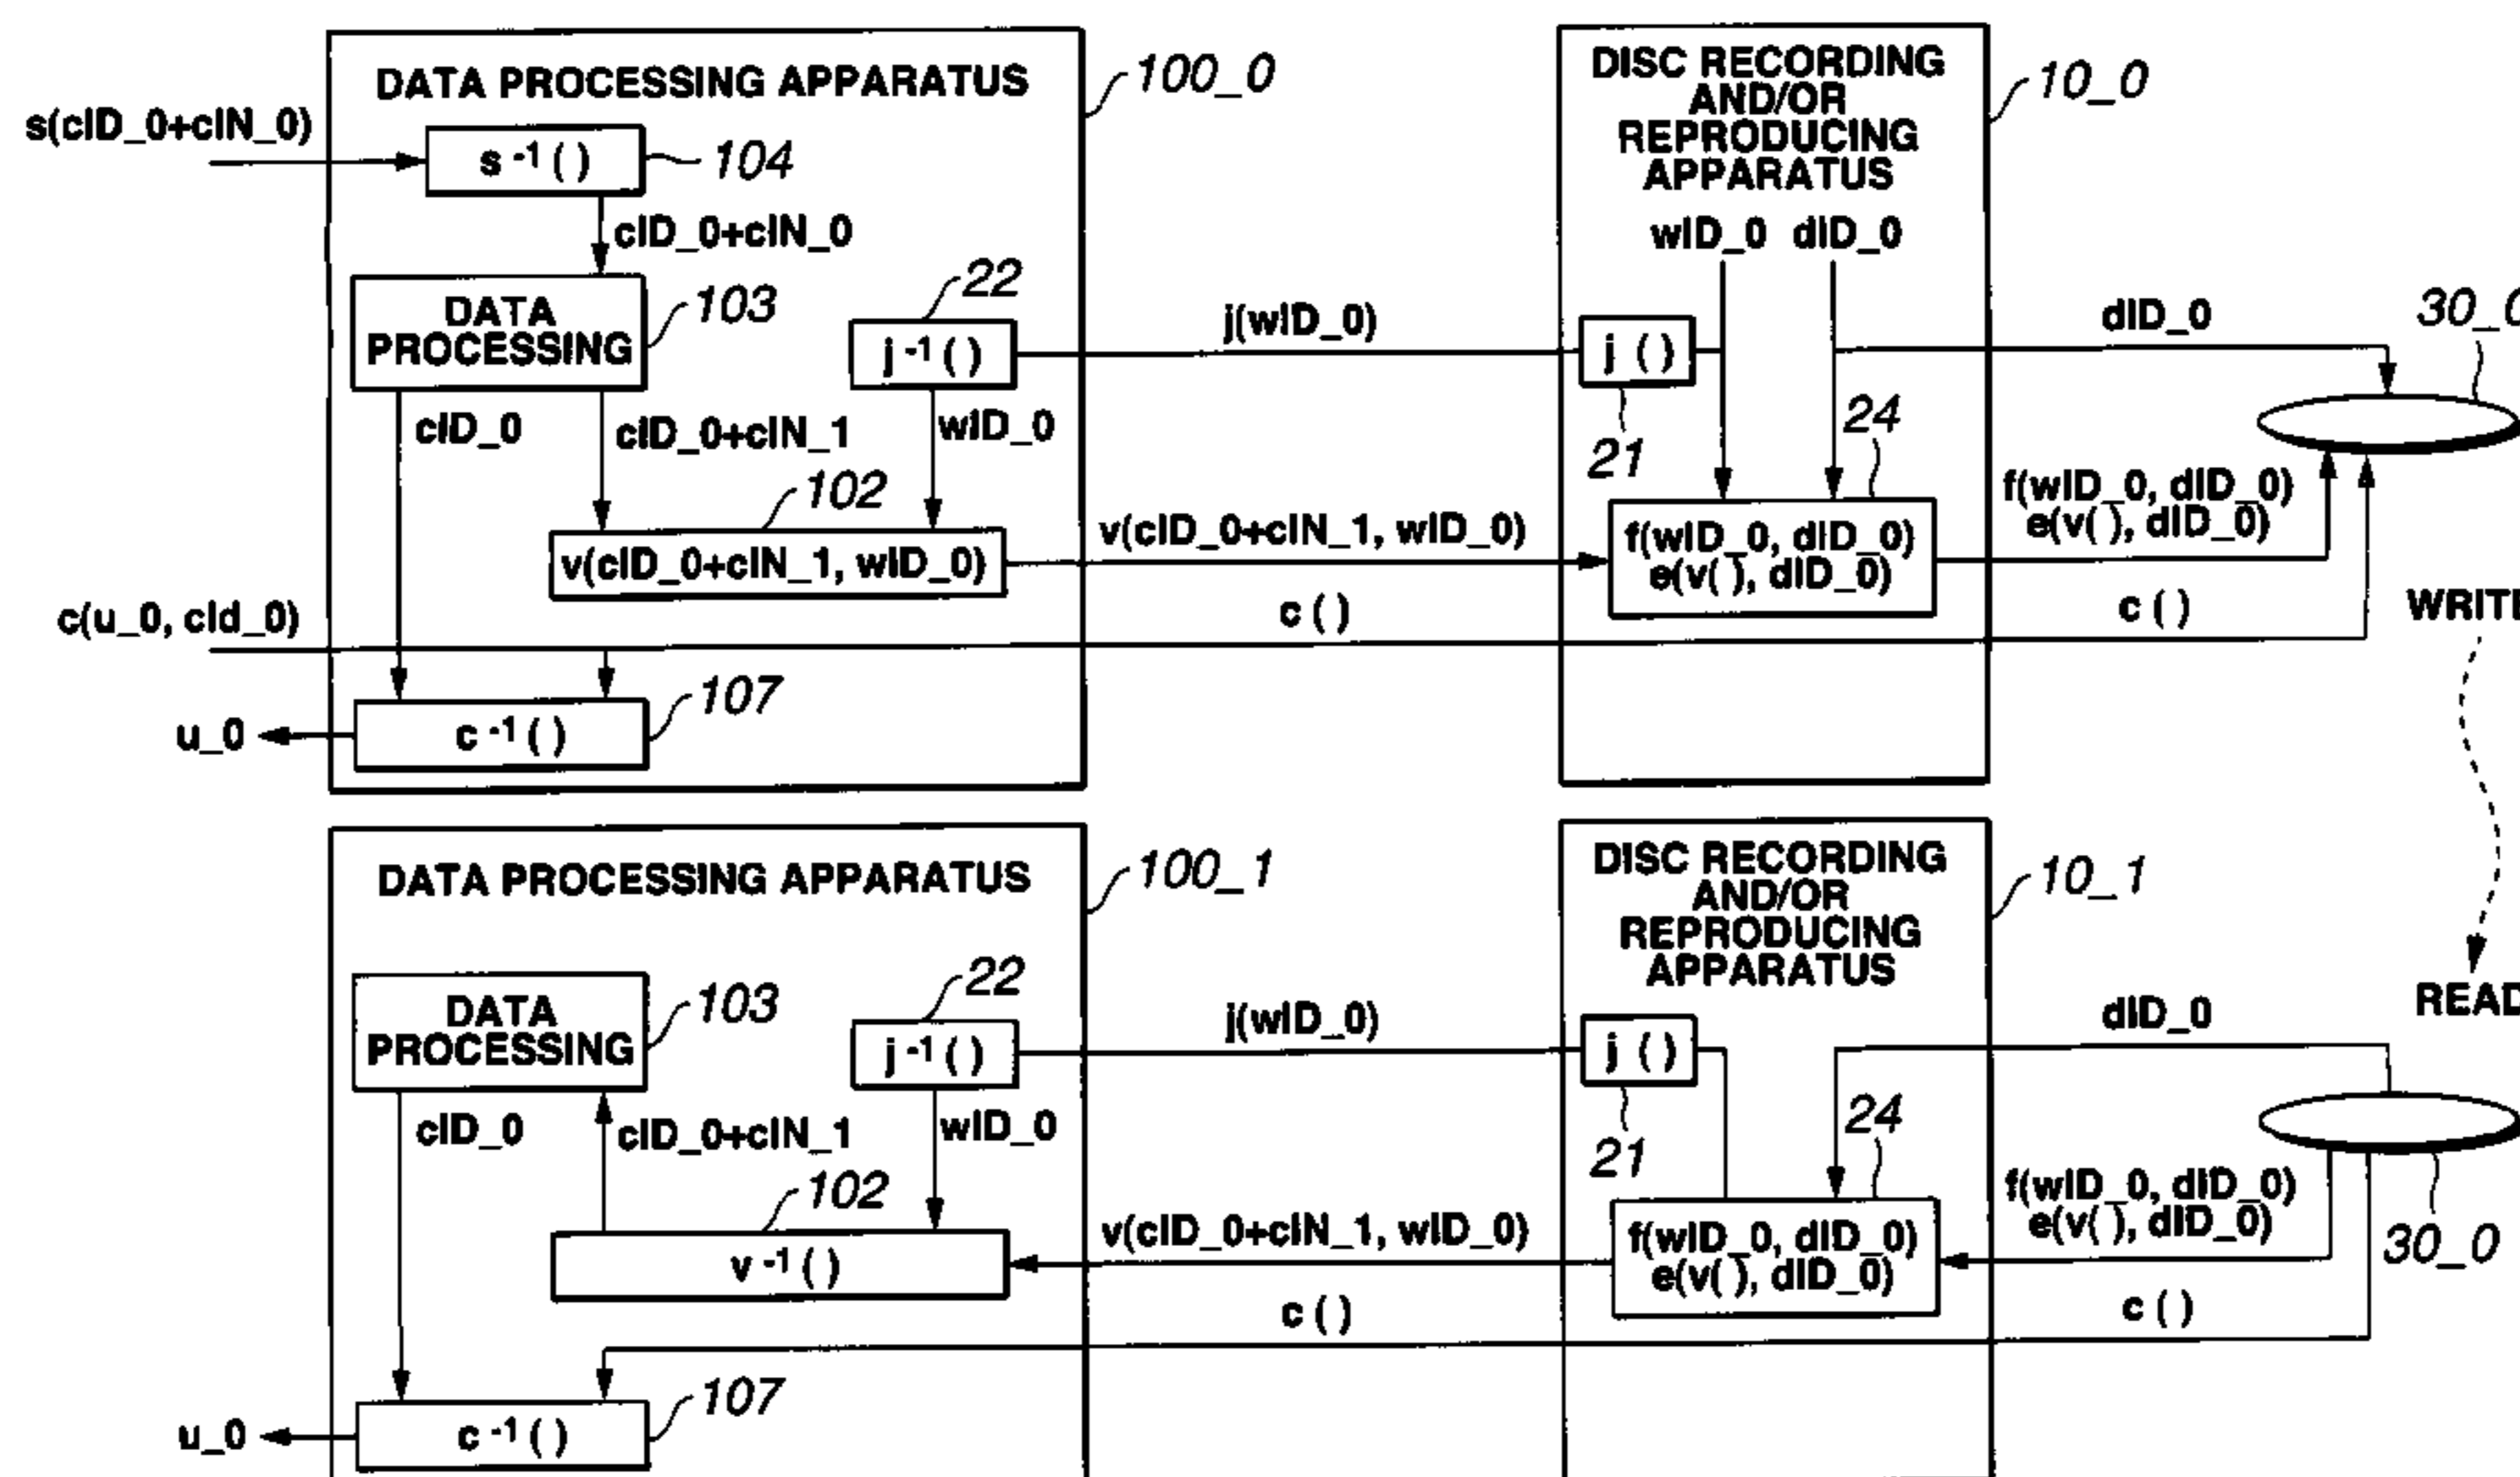 DATA PROCESSING APPARATUS
100_0
s(cID_0+cIN_0)
s -1 ( )
104
cID_0+cIN_0
DATA
PROCESSING
103
22
j -1 ( )
cID_0
cID_0+cIN_1
wID_0
102
v(cID_0+cIN_1, wID_0)
c(u_0, cId_0)
107
c -1 ( )
u_0
j(wID_0)
v(cID_0+cIN_1, wID_0)
c ( )
DISC RECORDING
AND/OR
REPRODUCING
APPARATUS
10_0
wID_0 dID_0
j ( )
21
24
f(wID_0, dID_0)
e(v( ), dID_0)
dID_0
30_0
f(wID_0, dID_0)
e(v( ), dID_0)
c ( )
WRITE
DATA PROCESSING APPARATUS
100_1
DATA
PROCESSING
103
22
j -1 ( )
cID_0
cID_0+cIN_1
wID_0
102
v -1 ( )
107
c -1 ( )
u_0
j(wID_0)
v(cID_0+cIN_1, wID_0)
c ( )
DISC RECORDING
AND/OR
REPRODUCING
APPARATUS
10_1
j ( )
21
24
f(wID_0, dID_0)
e(v( ), dID_0)
dID_0
READ
f(wID_0, dID_0)
e(v( ), dID_0)
30_0
c ( )